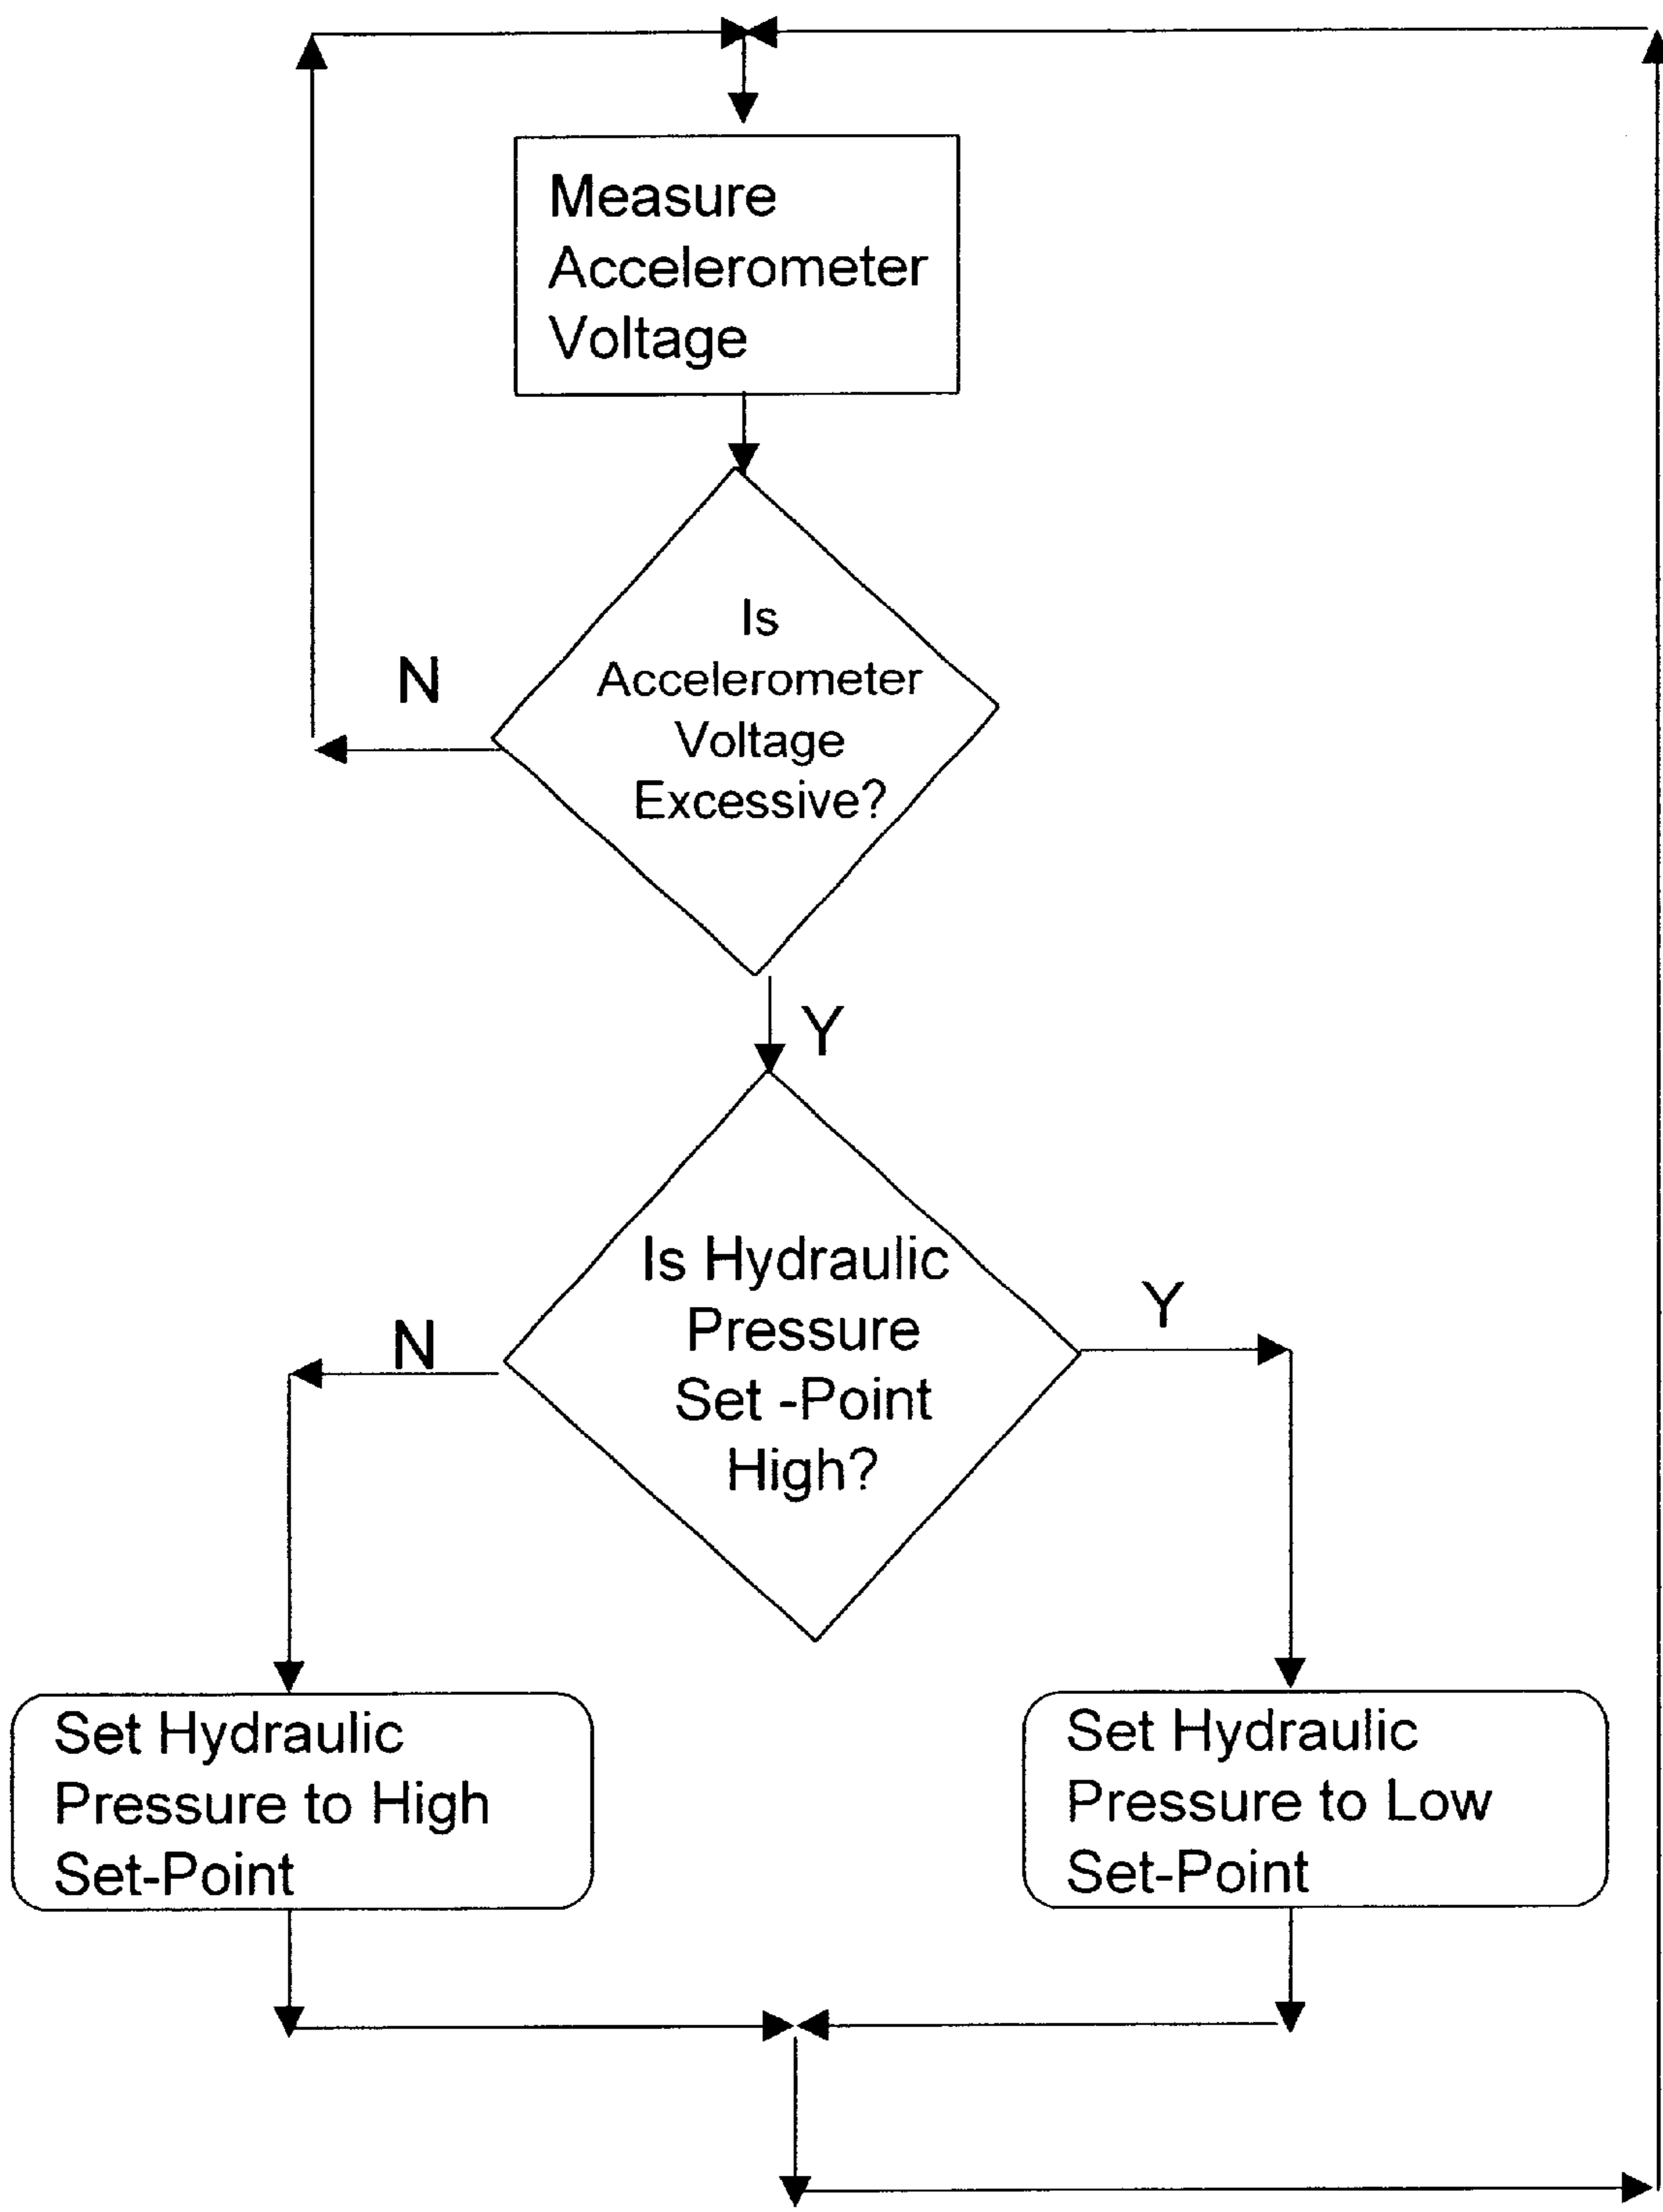 Measure
Accelerometer
Voltage
Is
Accelerometer
Voltage
Excessive?
N
Y
Is Hydraulic
Pressure
Set -Point
High?
N
Y
Set Hydraulic
Pressure to High
Set-Point
Set Hydraulic
Pressure to Low
Set-Point